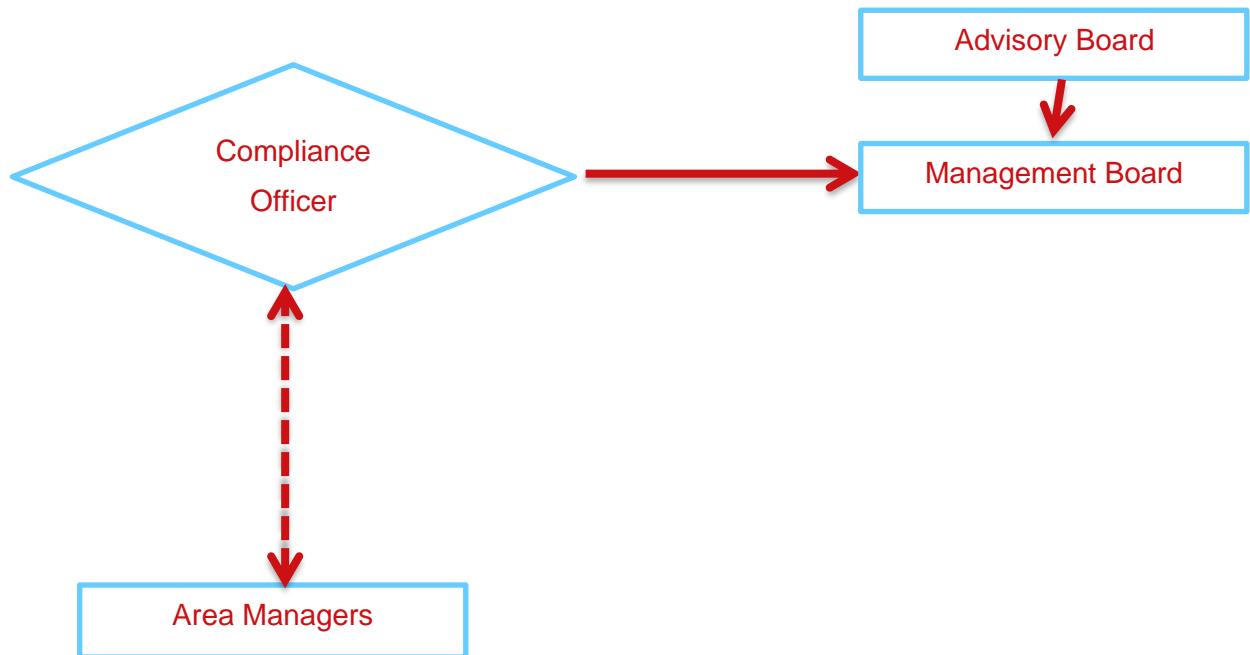 Advisory Board
Compliance
Officer
Management Board
Area Managers